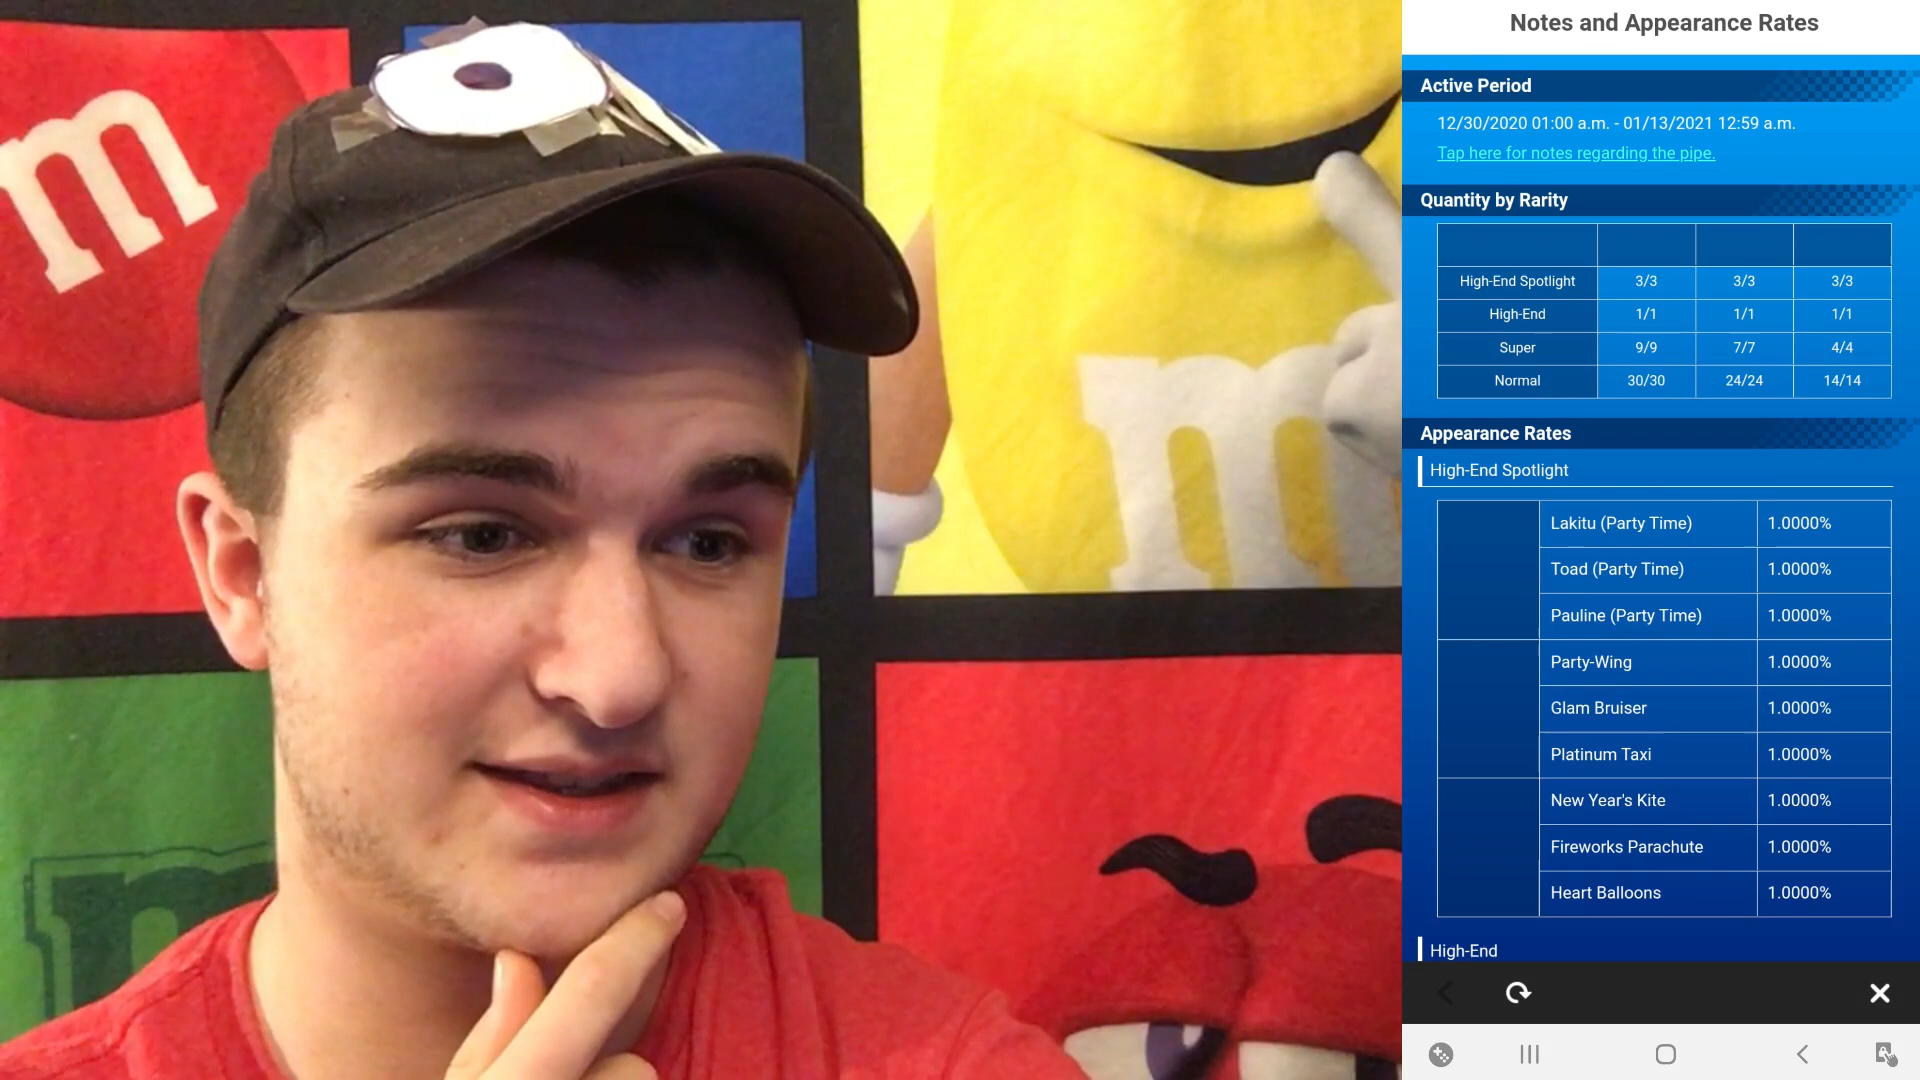 m
m
m
Notes and Appearance Rates
Active Period
12/30/2020 01:00 a.m. - 01/13/2021 12:59 a.m.
Tap here for notes regarding the pipe.
Quantity by Rarity
High-End Spotlight 3/3 3/3 3/3
High-End 1/1 1/1 1/1
Super 9/9 7/7 4/4
Normal 30/30 24/24 14/14
Appearance Rates
High-End Spotlight
Lakitu (Party Time) 1.0000%
Toad (Party Time) 1.0000%
Pauline (Party Time) 1.0000%
Party-Wing 1.0000%
Glam Bruiser 1.0000%
Platinum Taxi 1.0000%
New Year's Kite 1.0000%
Fireworks Parachute 1.0000%
Heart Balloons 1.0000%
High-End